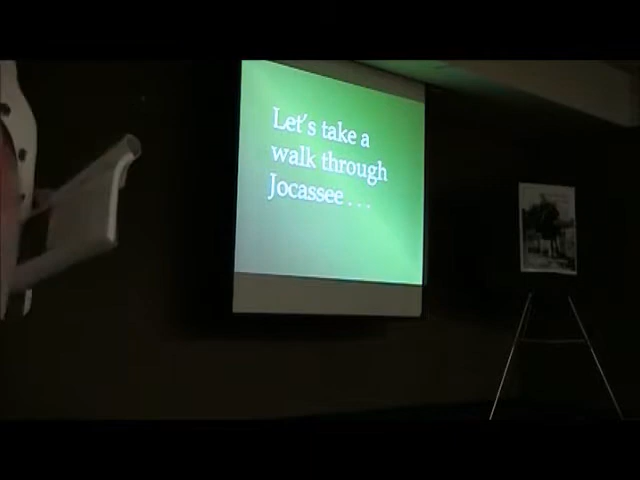 Let's take a
walk through
Jocassee . . .